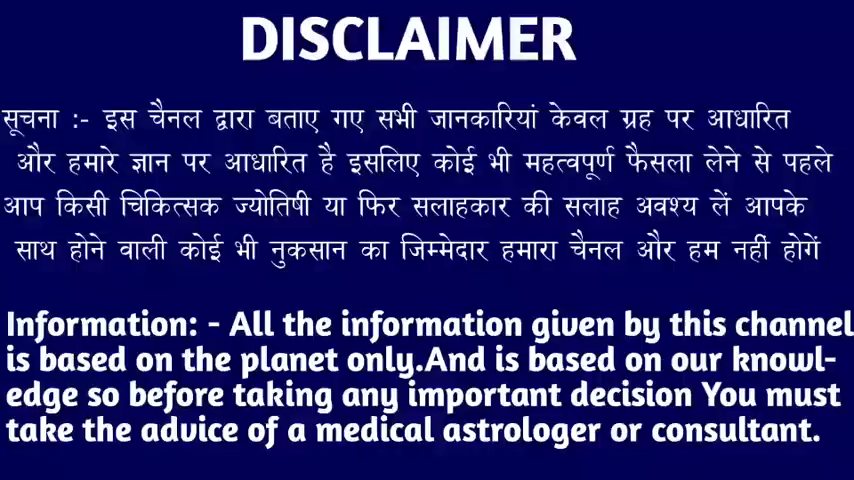 DISCLAIMER
सूचना :- इस चैनल द्वारा बताए गए सभी जानकारियां केवल ग्रह पर आधारित
और हमारे ज्ञान पर आधारित है इसलिए कोई भी महत्वपूर्ण फैसला लेने से पहले
आप किसी चिकित्सक ज्योतिषी या फिर सलाहकार की सलाह अवश्य लें आपके
साथ होने वाली कोई भी नुकसान का जिम्मेदार हमारा चैनल और हम नहीं होगें
Information: - All the information given by this channel
is based on the planet only.And is based on our knowl-
edge so before taking any important decision You must
take the advice of a medical astrologer or consultant.